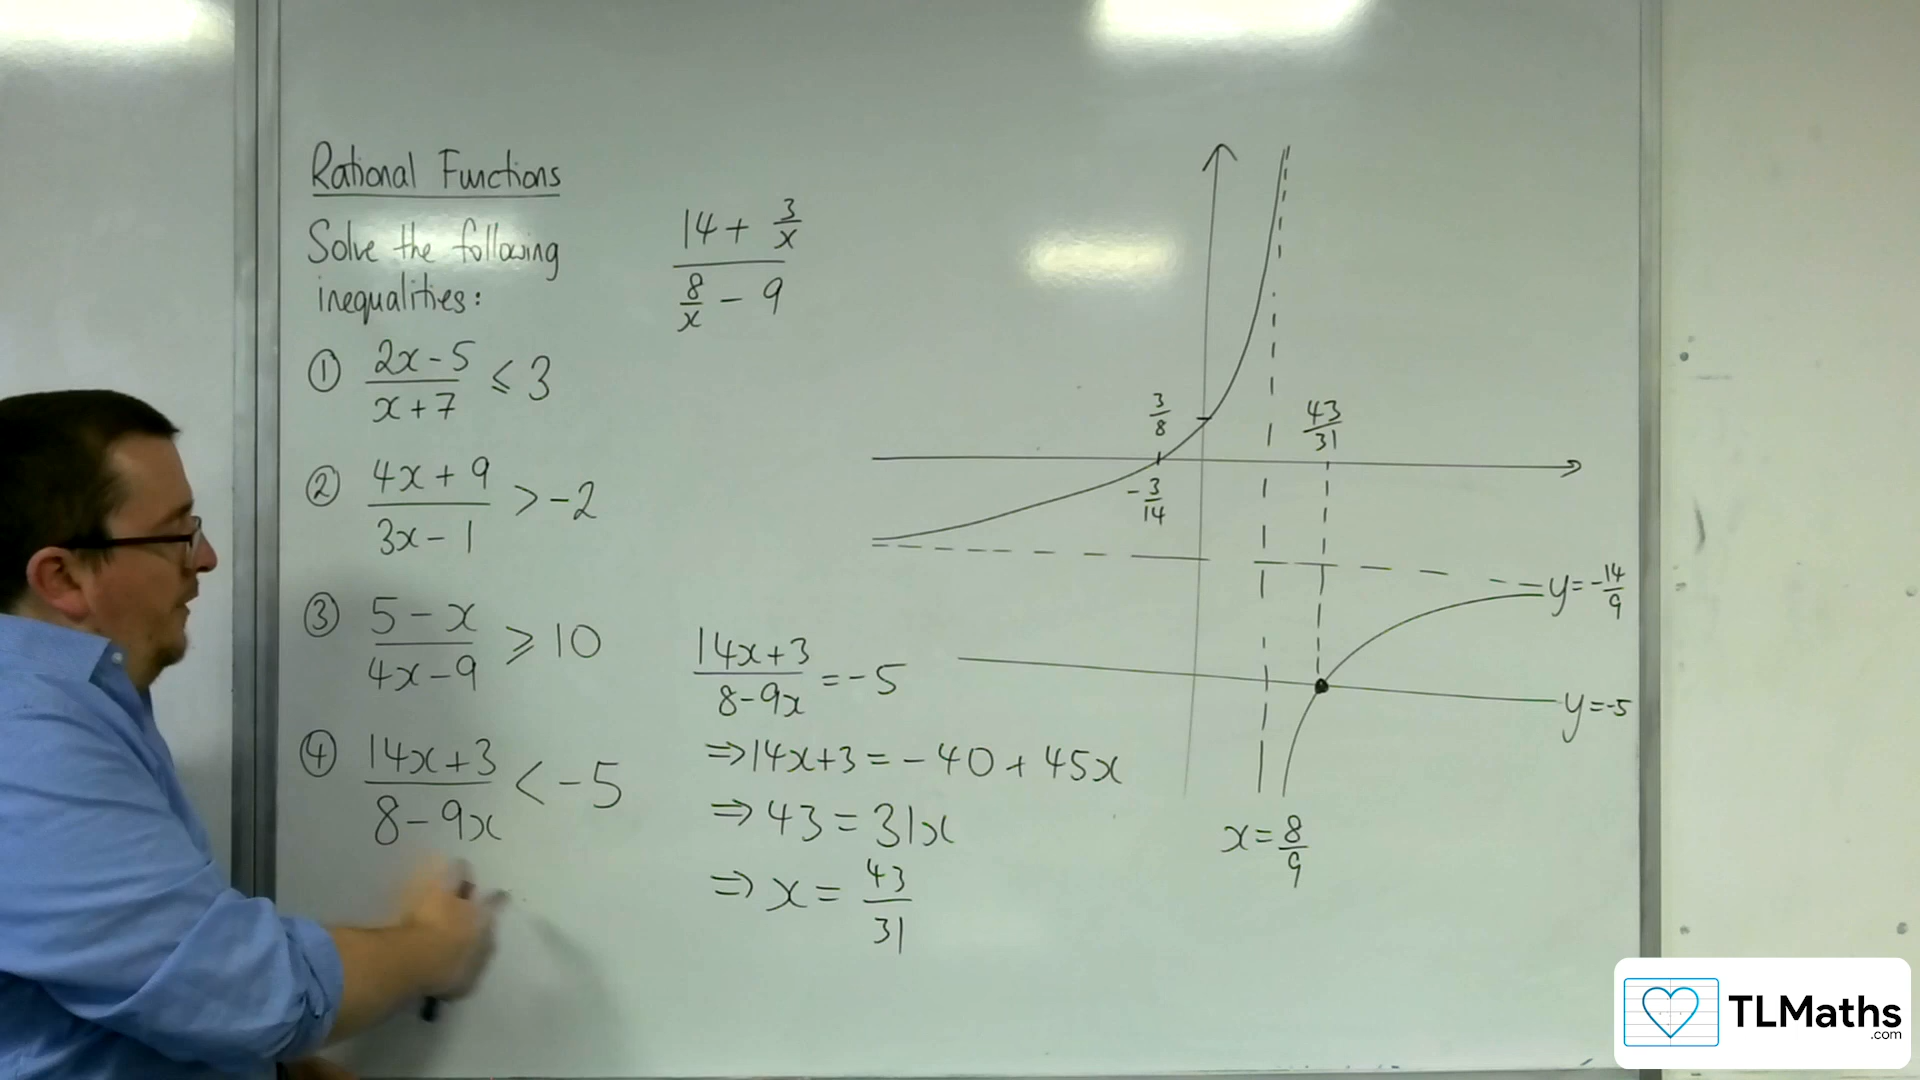 Rational Functions
Solve the following
inequalities:
① (2x-5)/(x+7) ≤ 3
② (4x+9)/(3x-1) > -2
③ (5-x)/(4x-9) ≥ 10
④ (14x+3)/(8-9x) < -5
(14 + 3/x)/(8/x - 9)
(14x+3)/(8-9x) = -5
⇒ 14x+3 = -40 + 45x
⇒ 43 = 31x
⇒ x = 43/31
3/8
43/31
-3/14
y = -14/9
y = -5
x = 8/9
TLMaths
.com